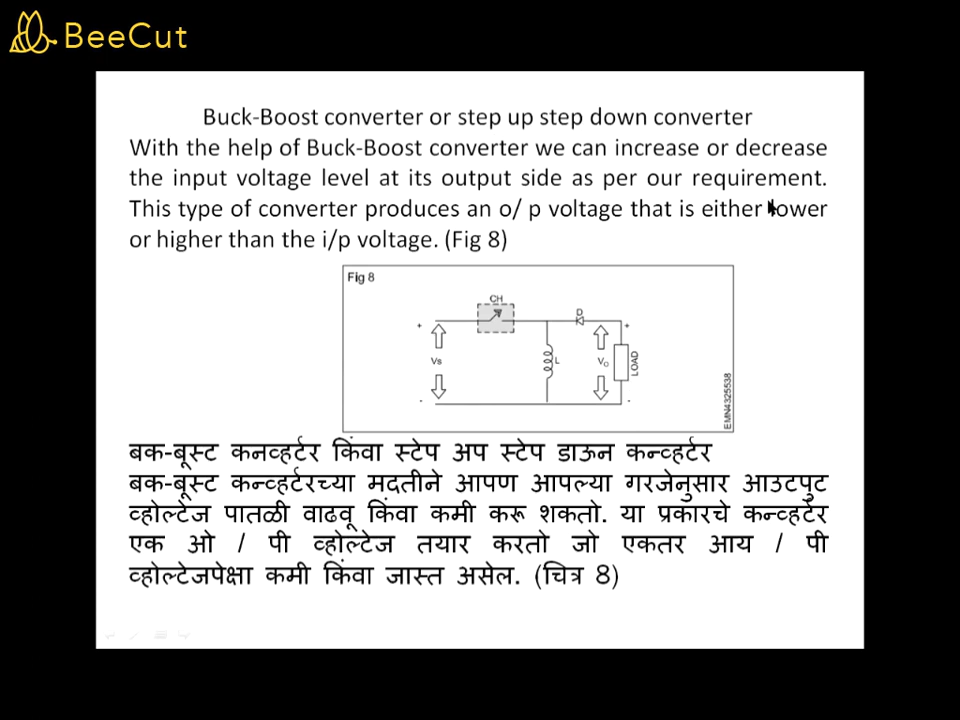 BeeCut
Buck-Boost converter or step up step down converter
With the help of Buck-Boost converter we can increase or decrease
the input voltage level at its output side as per our requirement.
This type of converter produces an o/ p voltage that is either lower
or higher than the i/p voltage. (Fig 8)
Fig 8
CH
D
+
+
Vs
L
Vo
LOAD
-
-
EMN4325538
बक-बूस्ट कनव्हर्टर किंवा स्टेप अप स्टेप डाऊन कन्व्हर्टर
बक-बूस्ट कन्व्हर्टरच्या मदतीने आपण आपल्या गरजेनुसार आउटपुट
व्होल्टेज पातळी वाढवू किंवा कमी करू शकतो. या प्रकारचे कन्व्हर्टर
एक ओ / पी व्होल्टेज तयार करतो जो एकतर आय / पी
व्होल्टेजपेक्षा कमी किंवा जास्त असेल. (चित्र 8)